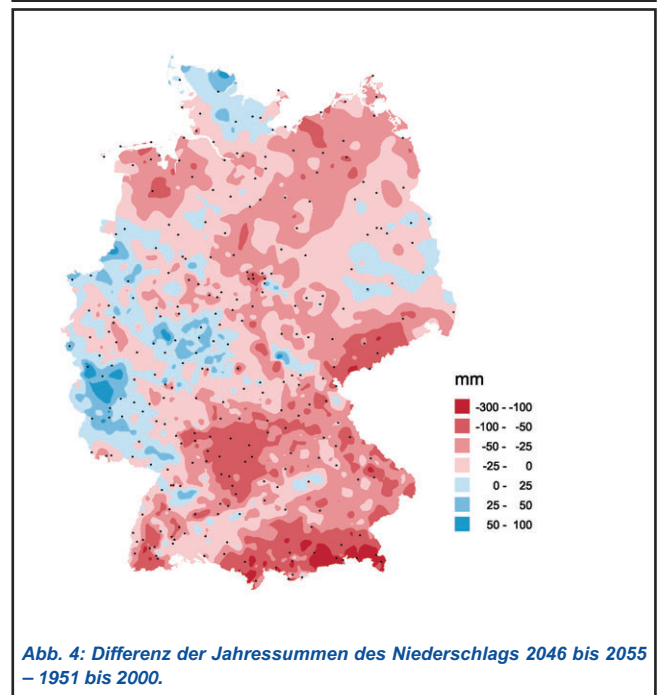 mm
-300 - -100
-100 - -50
-50 - -25
-25 - 0
0 - 25
25 - 50
50 - 100
Abb. 4: Differenz der Jahressummen des Niederschlags 2046 bis 2055
– 1951 bis 2000.